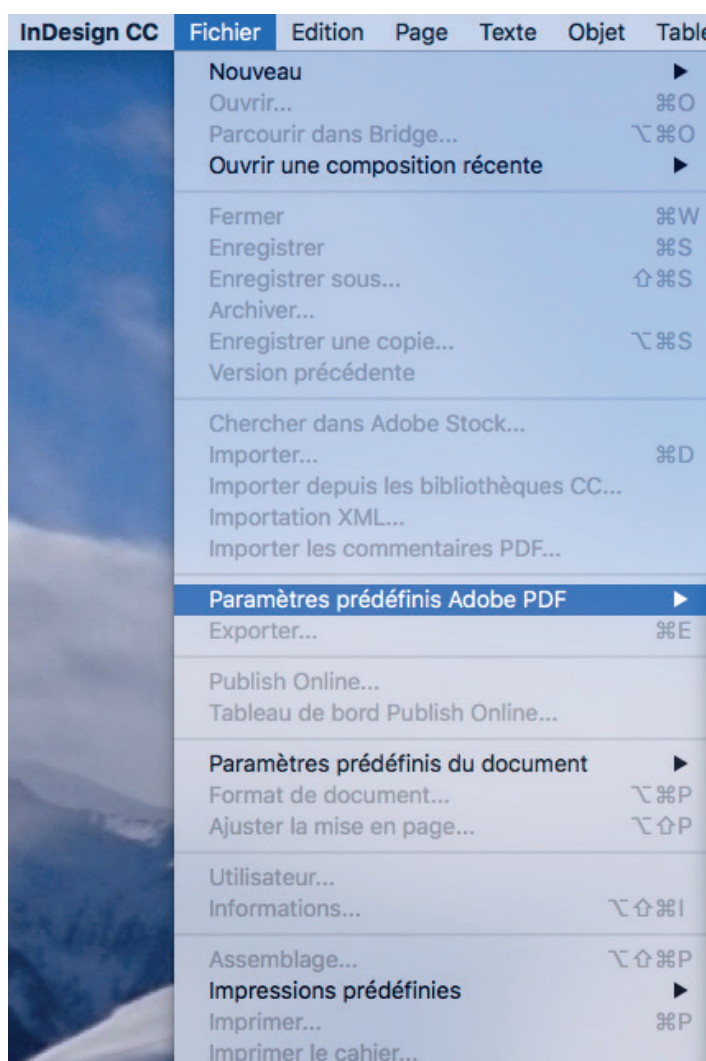 InDesign CC Fichier Edition Page Texte Objet Table
Nouveau ▶
Ouvrir... ⌘O
Parcourir dans Bridge... ⌥⌘O
Ouvrir une composition récente ▶
Fermer ⌘W
Enregistrer ⌘S
Enregistrer sous... ⇧⌘S
Archiver...
Enregistrer une copie... ⌥⌘S
Version précédente
Chercher dans Adobe Stock...
Importer... ⌘D
Importer depuis les bibliothèques CC...
Importation XML...
Importer les commentaires PDF...
Paramètres prédéfinis Adobe PDF ▶
Exporter... ⌘E
Publish Online...
Tableau de bord Publish Online...
Paramètres prédéfinis du document ▶
Format de document... ⌥⌘P
Ajuster la mise en page... ⌥⇧P
Utilisateur...
Informations... ⌥⇧⌘I
Assemblage... ⌥⇧⌘P
Impressions prédéfinies ▶
Imprimer... ⌘P
Imprimer le cahier...